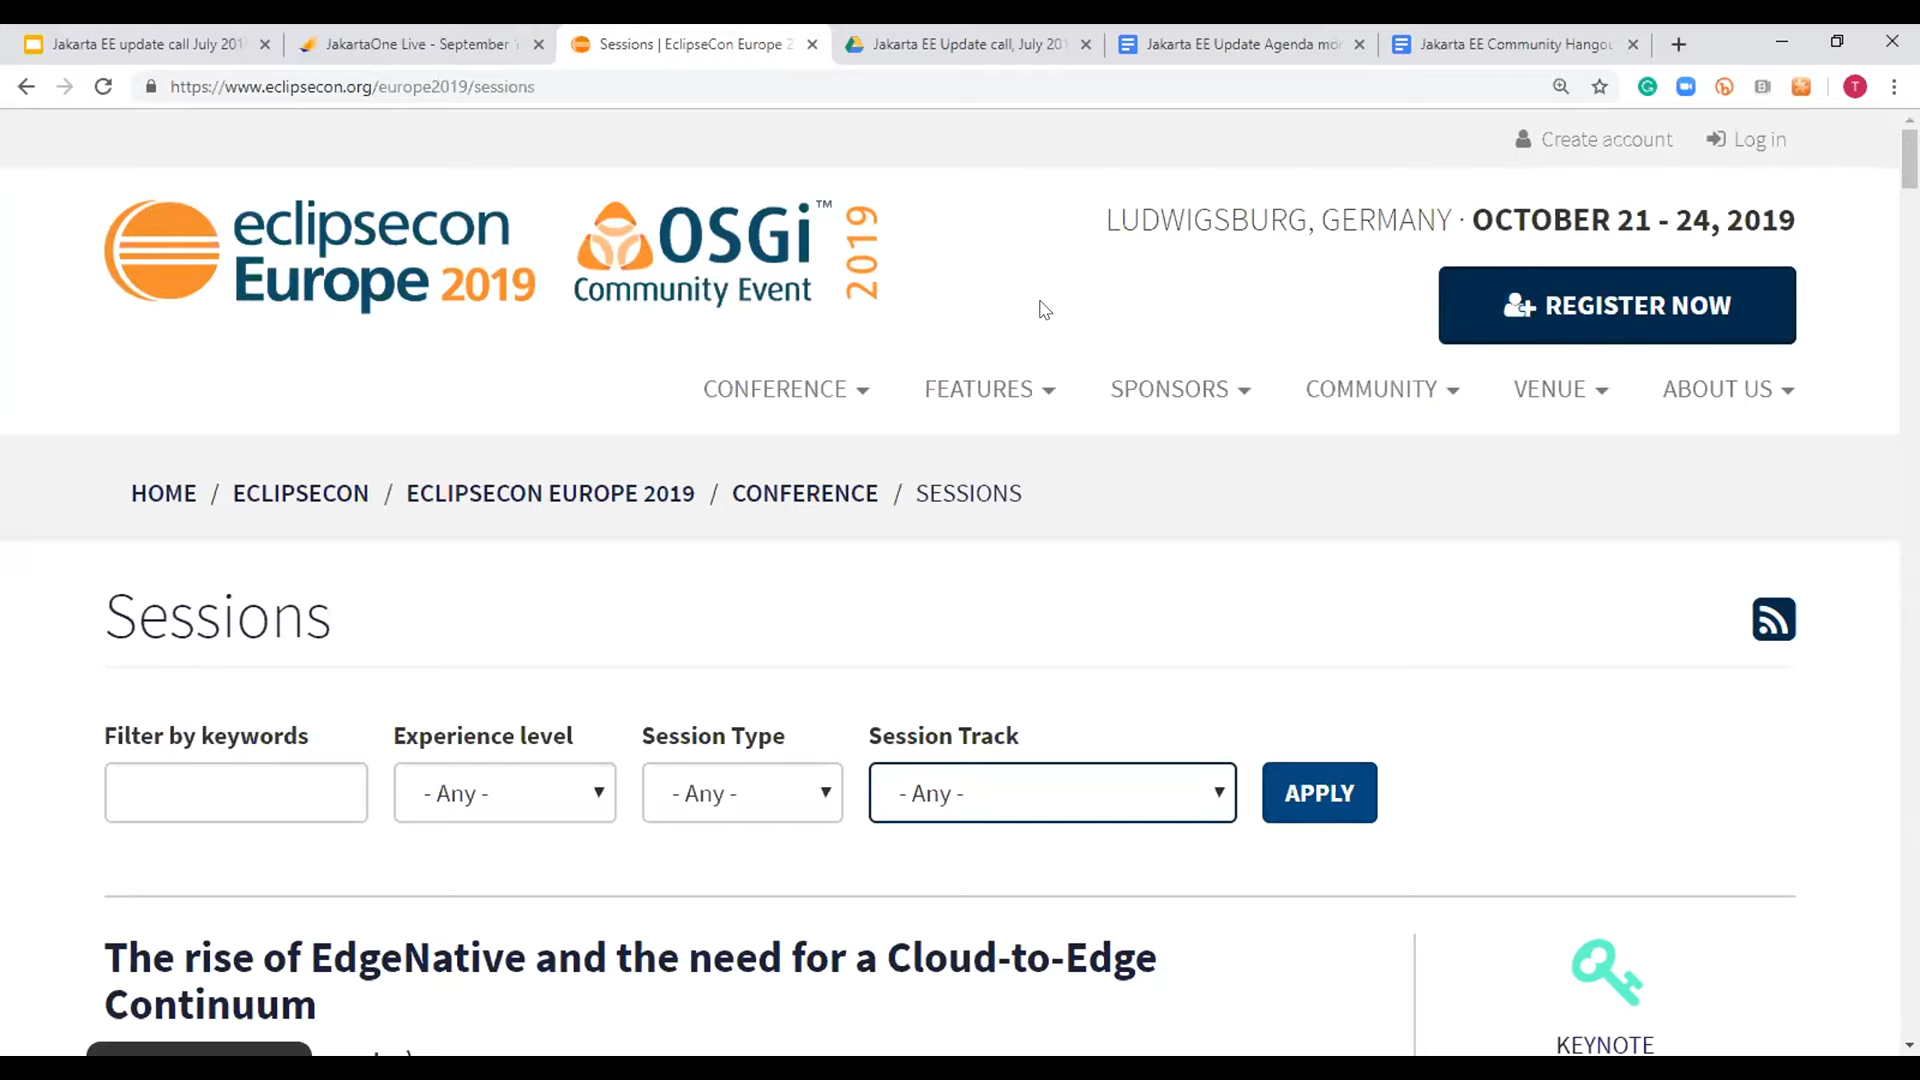 Jakarta EE update call July 201
JakartaOne Live - September 1
Sessions | EclipseCon Europe 2
Jakarta EE Update call, July 201
Jakarta EE Update Agenda mo
Jakarta EE Community Hangou
https://www.eclipsecon.org/europe2019/sessions
T
Create account
Log in
eclipsecon
Europe 2019
OSGi™
Community Event
2019
LUDWIGSBURG, GERMANY · OCTOBER 21 - 24, 2019
REGISTER NOW
CONFERENCE
FEATURES
SPONSORS
COMMUNITY
VENUE
ABOUT US
HOME / ECLIPSECON / ECLIPSECON EUROPE 2019 / CONFERENCE / SESSIONS
Sessions
Filter by keywords
Experience level
Session Type
Session Track
- Any -
- Any -
- Any -
APPLY
The rise of EdgeNative and the need for a Cloud-to-Edge
Continuum
KEYNOTE